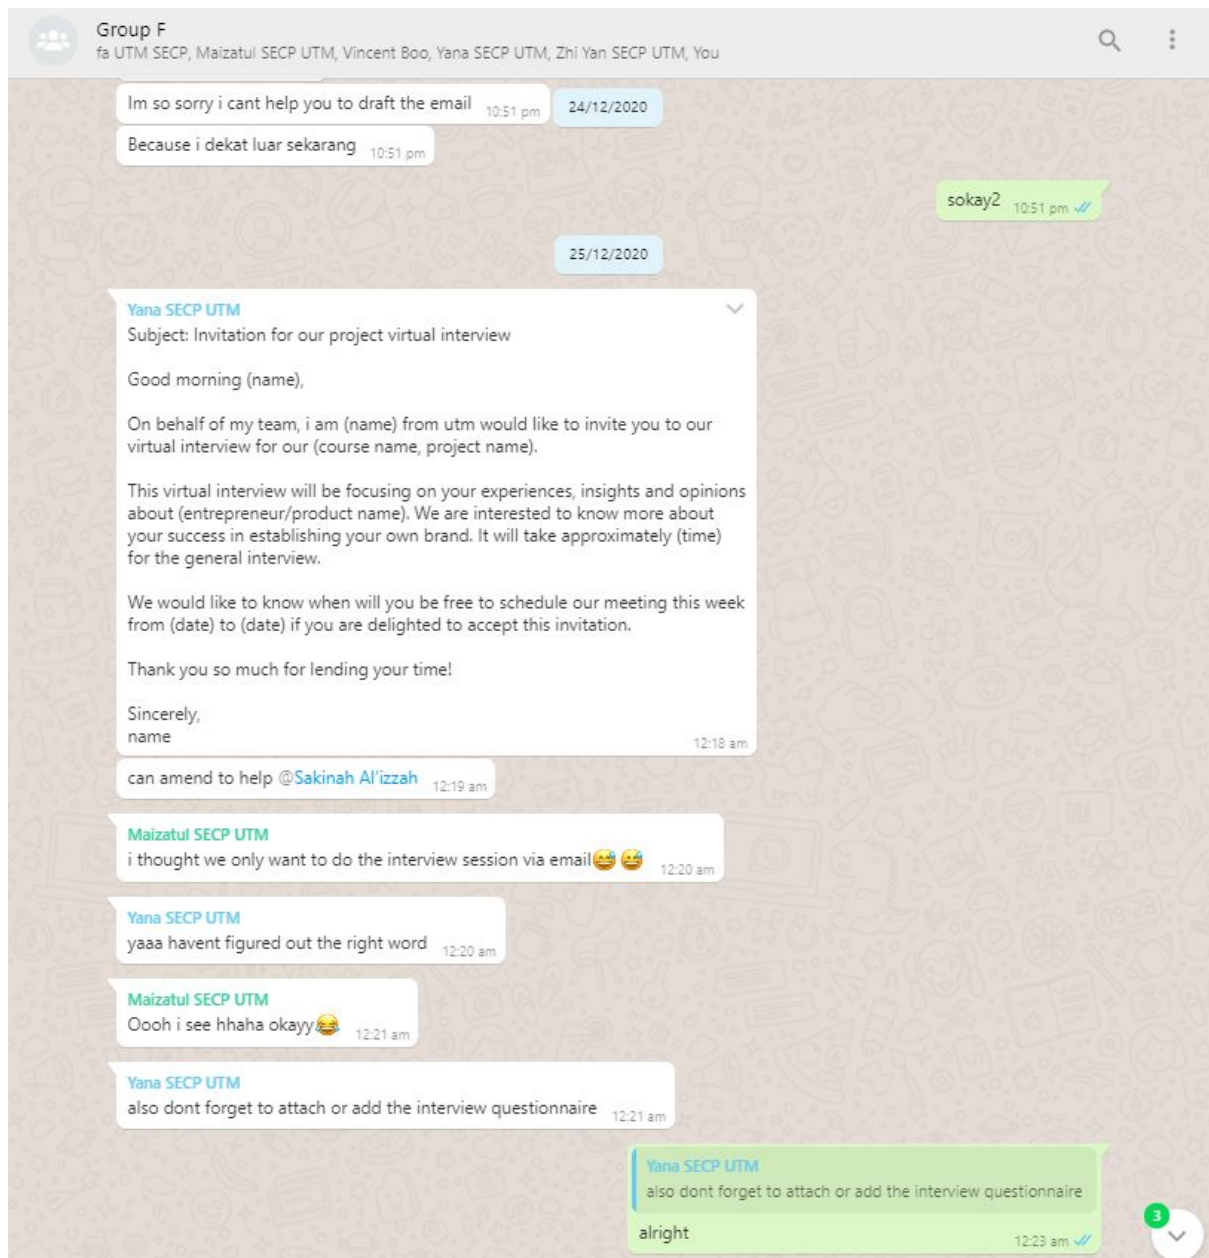 Group F
fa UTM SECP, Maizatul SECP UTM, Vincent Boo, Yana SECP UTM, Zhi Yan SECP UTM, You
Im so sorry i cant help you to draft the email 10:51 pm
24/12/2020
Because i dekat luar sekarang 10:51 pm
sokay2 10:51 pm
25/12/2020
Yana SECP UTM
Subject: Invitation for our project virtual interview
Good morning (name),
On behalf of my team, i am (name) from utm would like to invite you to our
virtual interview for our (course name, project name).
This virtual interview will be focusing on your experiences, insights and opinions
about (entrepreneur/product name). We are interested to know more about
your success in establishing your own brand. It will take approximately (time)
for the general interview.
We would like to know when will you be free to schedule our meeting this week
from (date) to (date) if you are delighted to accept this invitation.
Thank you so much for lending your time!
Sincerely,
name
12:18 am
can amend to help @Sakinah Al'izzah 12:19 am
Maizatul SECP UTM
i thought we only want to do the interview session via email😅😅 12:20 am
Yana SECP UTM
yaaa havent figured out the right word 12:20 am
Maizatul SECP UTM
Oooh i see hhaha okayy😂 12:21 am
Yana SECP UTM
also dont forget to attach or add the interview questionnaire 12:21 am
Yana SECP UTM
also dont forget to attach or add the interview questionnaire
alright 12:23 am
3